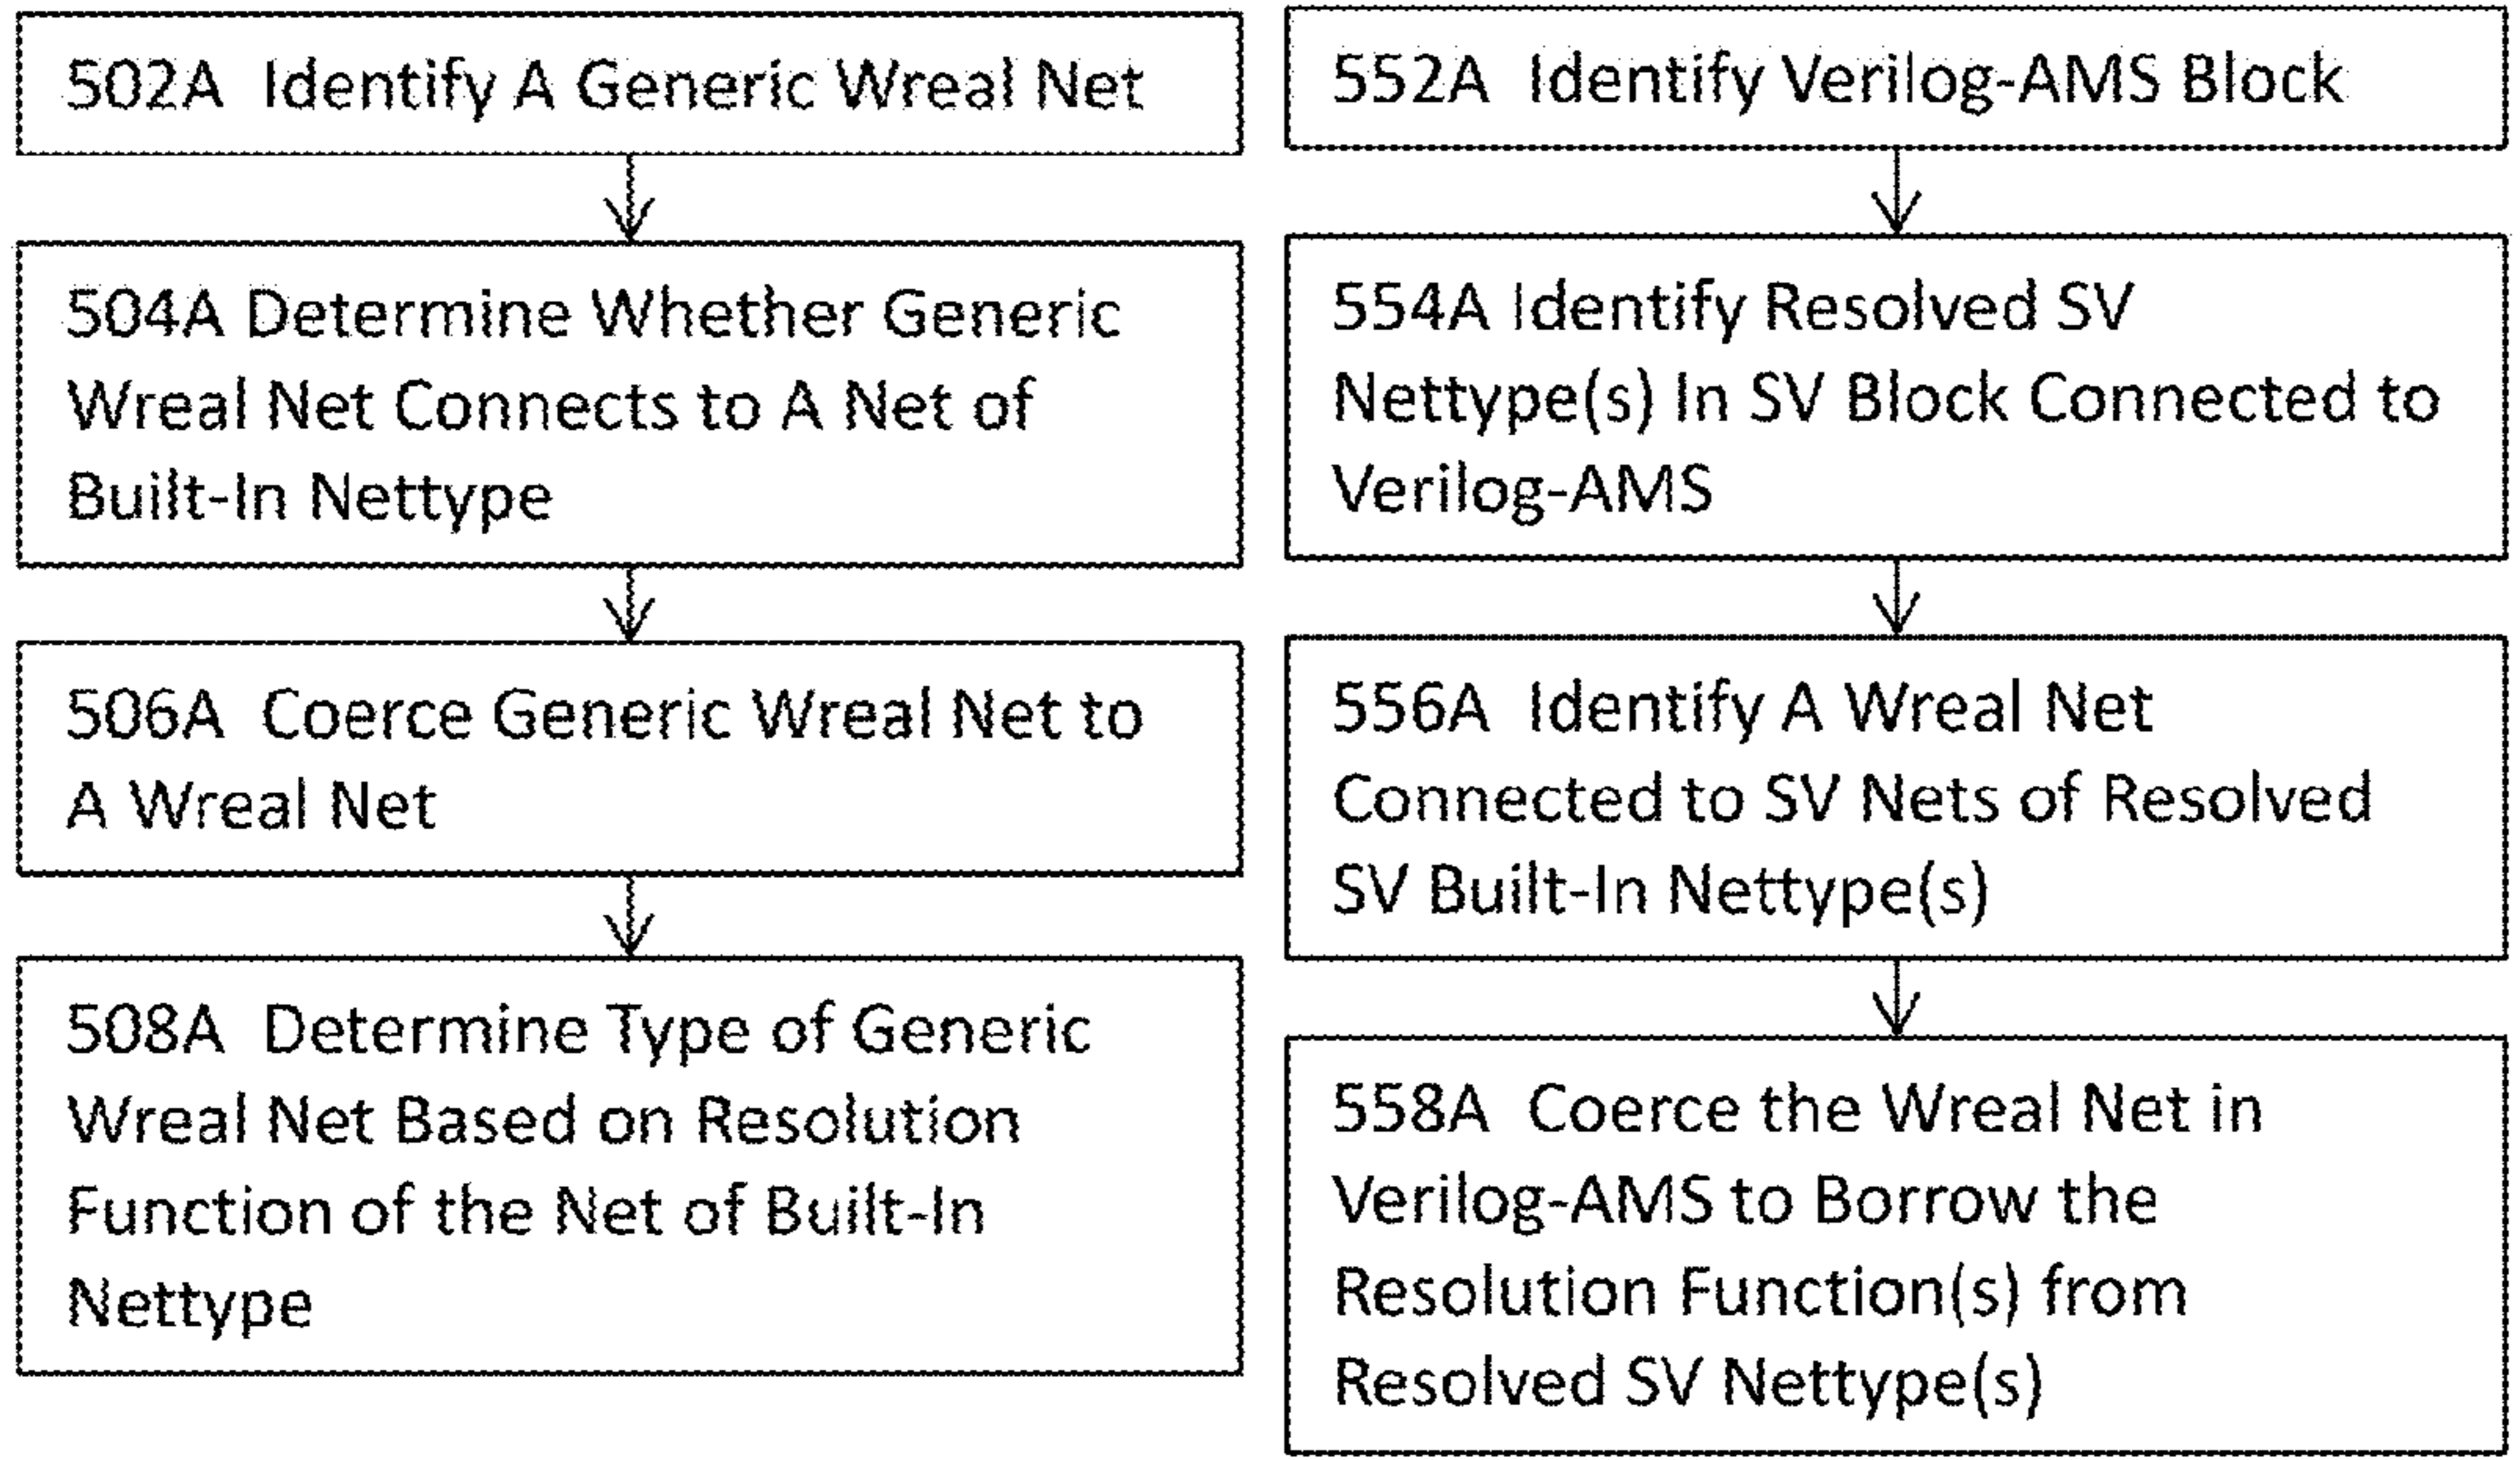 502A Identify A Generic Wreal Net
504A Determine Whether Generic
Wreal Net Connects to A Net of
Built-In Nettype
506A Coerce Generic Wreal Net to
A Wreal Net
508A Determine Type of Generic
Wreal Net Based on Resolution
Function of the Net of Built-In
Nettype
552A Identify Verilog-AMS Block
554A Identify Resolved SV
Nettype(s) In SV Block Connected to
Verilog-AMS
556A Identify A Wreal Net
Connected to SV Nets of Resolved
SV Built-In Nettype(s)
558A Coerce the Wreal Net in
Verilog-AMS to Borrow the
Resolution Function(s) from
Resolved SV Nettype(s)